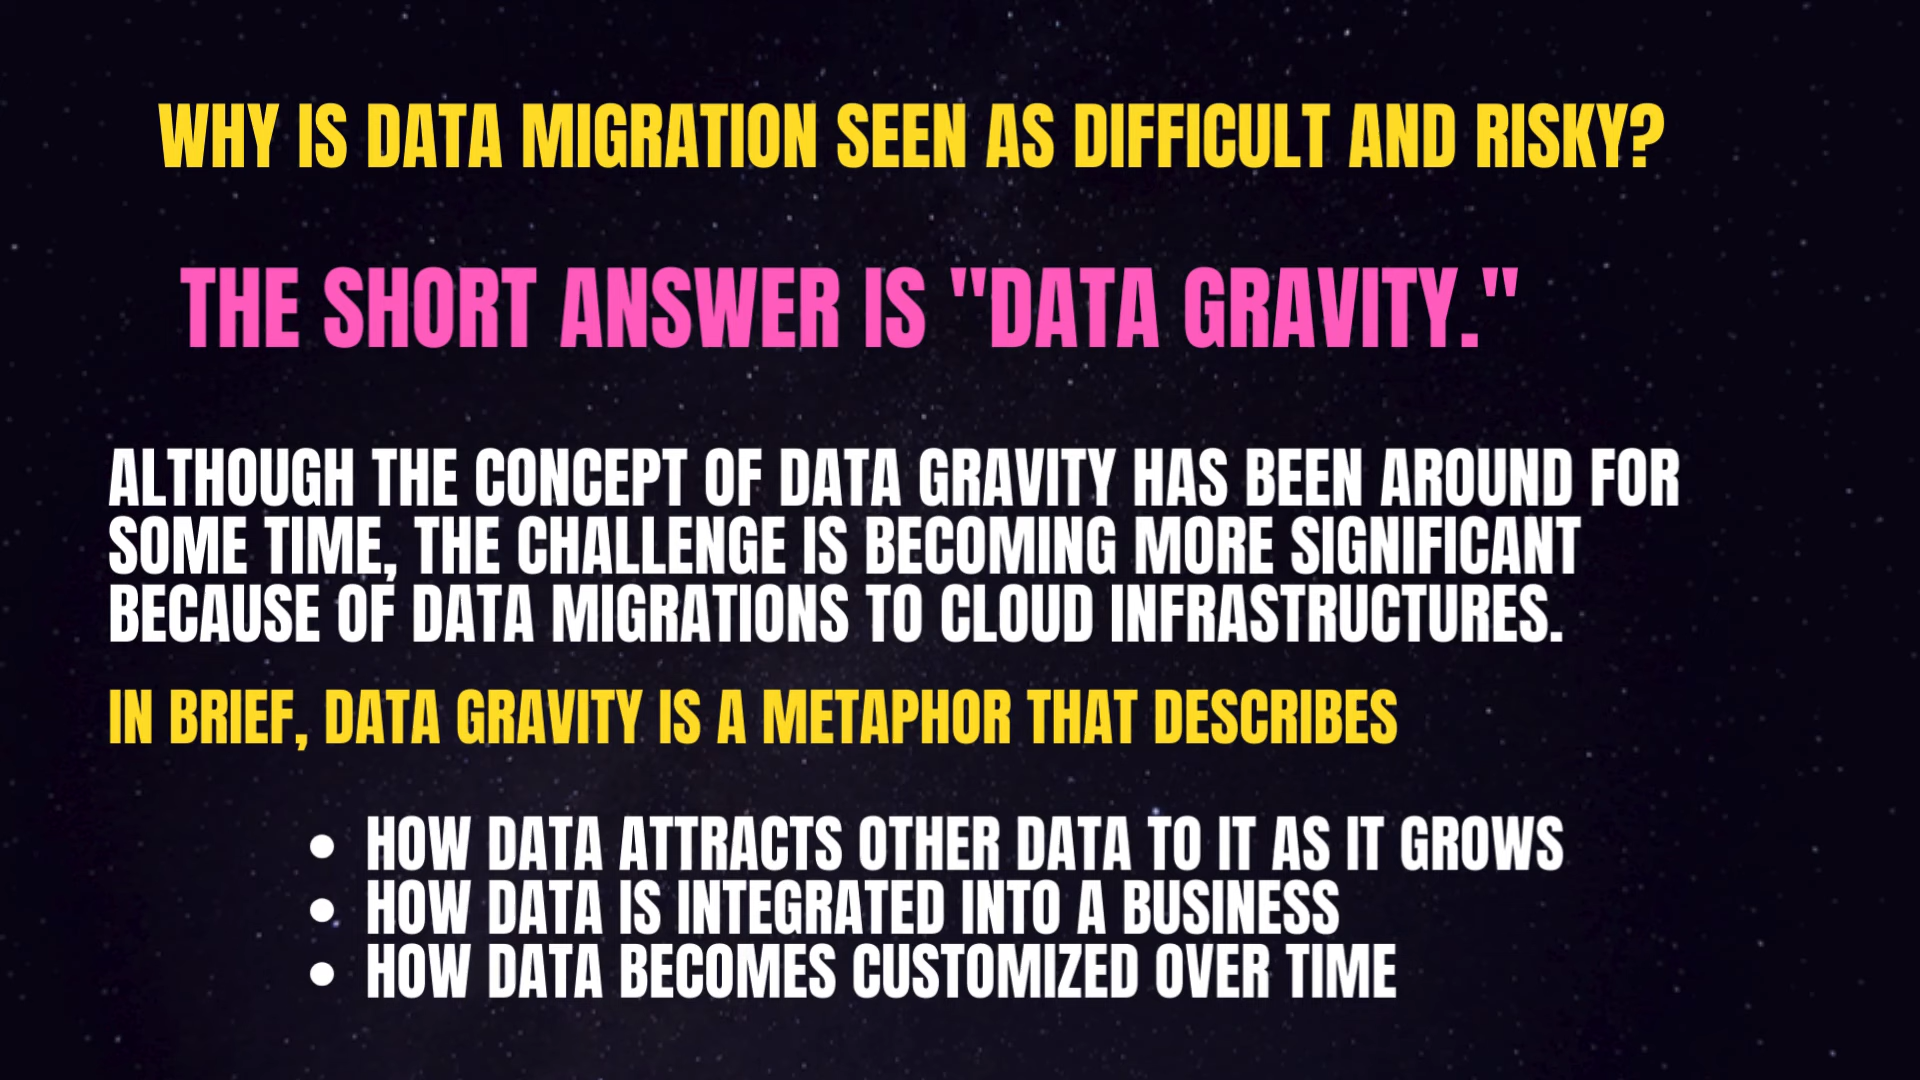 WHY IS DATA MIGRATION SEEN AS DIFFICULT AND RISKY?
THE SHORT ANSWER IS "DATA GRAVITY."
ALTHOUGH THE CONCEPT OF DATA GRAVITY HAS BEEN AROUND FOR
SOME TIME, THE CHALLENGE IS BECOMING MORE SIGNIFICANT
BECAUSE OF DATA MIGRATIONS TO CLOUD INFRASTRUCTURES.
IN BRIEF, DATA GRAVITY IS A METAPHOR THAT DESCRIBES
• HOW DATA ATTRACTS OTHER DATA TO IT AS IT GROWS
• HOW DATA IS INTEGRATED INTO A BUSINESS
• HOW DATA BECOMES CUSTOMIZED OVER TIME